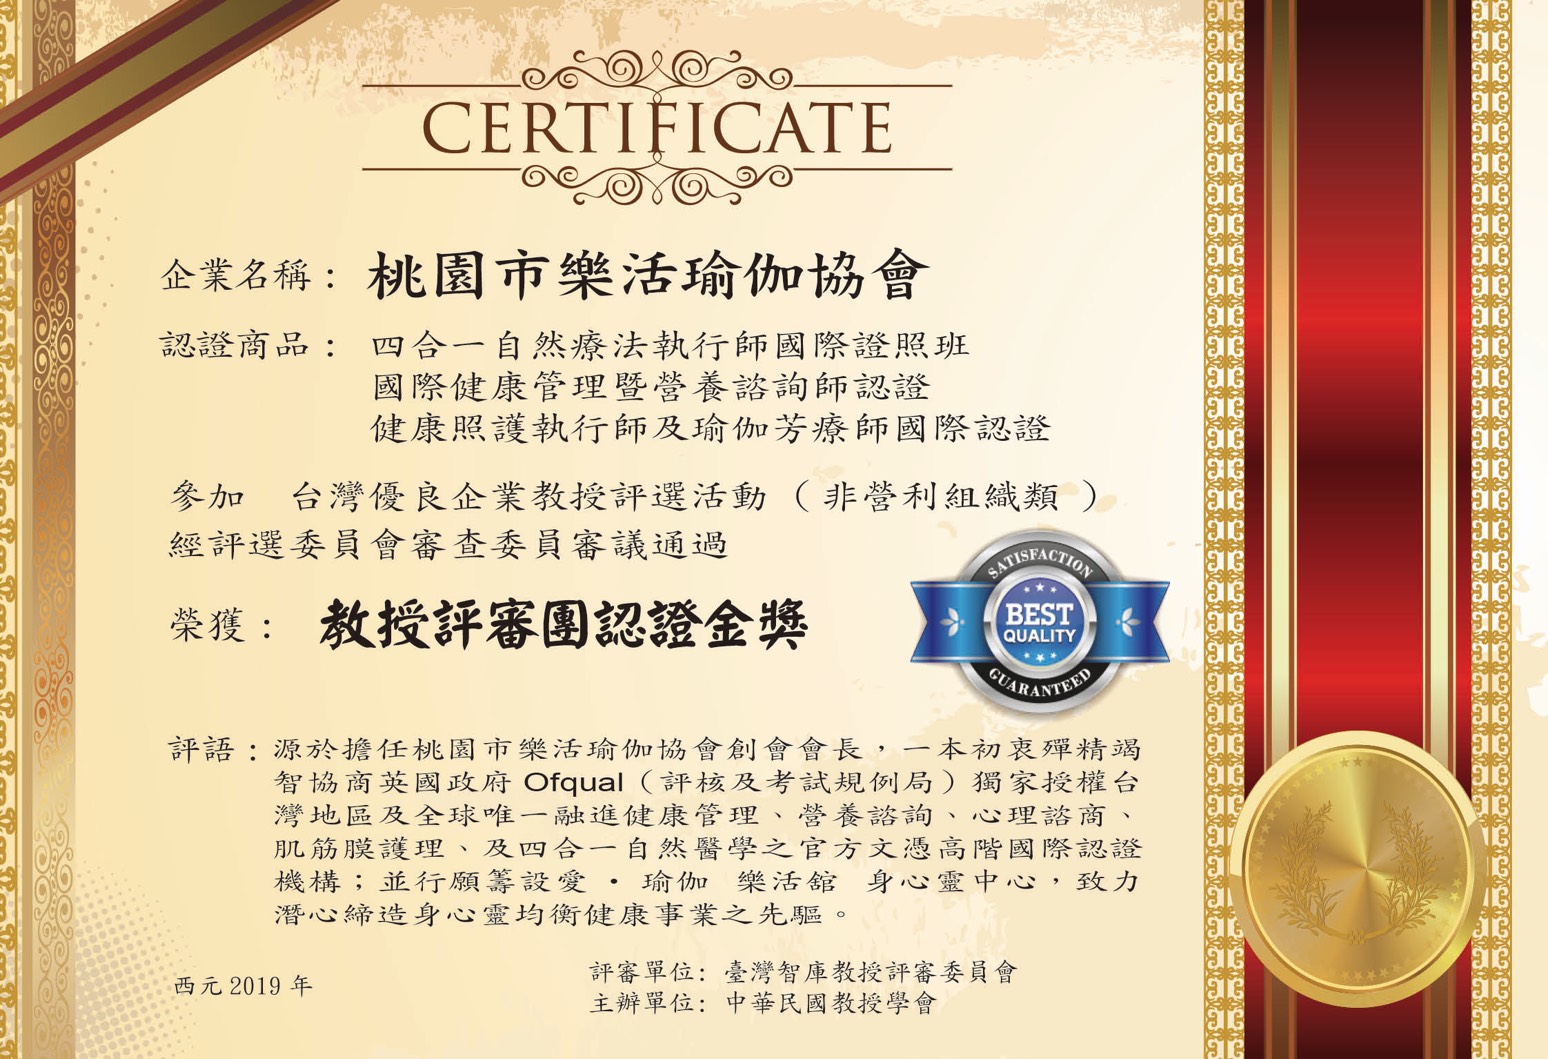 CERTIFICATE
企業名稱： 桃園市樂活瑜伽協會
認證商品： 四合一自然療法執行師國際證照班
國際健康管理暨營養諮詢師認證
健康照護執行師及瑜伽芳療師國際認證
參加 台灣優良企業教授評選活動（非營利組織類 ）
經評選委員會審查委員審議通過
榮獲： 教授評審團認證金獎
SATISFACTION
BEST
QUALITY
GUARANTEED
評語：源於擔任桃園市樂活瑜伽協會創會會長，一本初衷殫精竭
智協商英國政府 Ofqual（評核及考試規例局）獨家授權台
灣地區及全球唯一融進健康管理、營養諮詢、心理諮商、
肌筋膜護理、及四合一自然醫學之官方文憑高階國際認證
機構；並行願籌設愛・瑜伽 樂活舘 身心靈中心，致力
潛心締造身心靈均衡健康事業之先驅。
西元 2019 年
評審單位： 臺灣智庫教授評審委員會
主辦單位： 中華民國教授學會